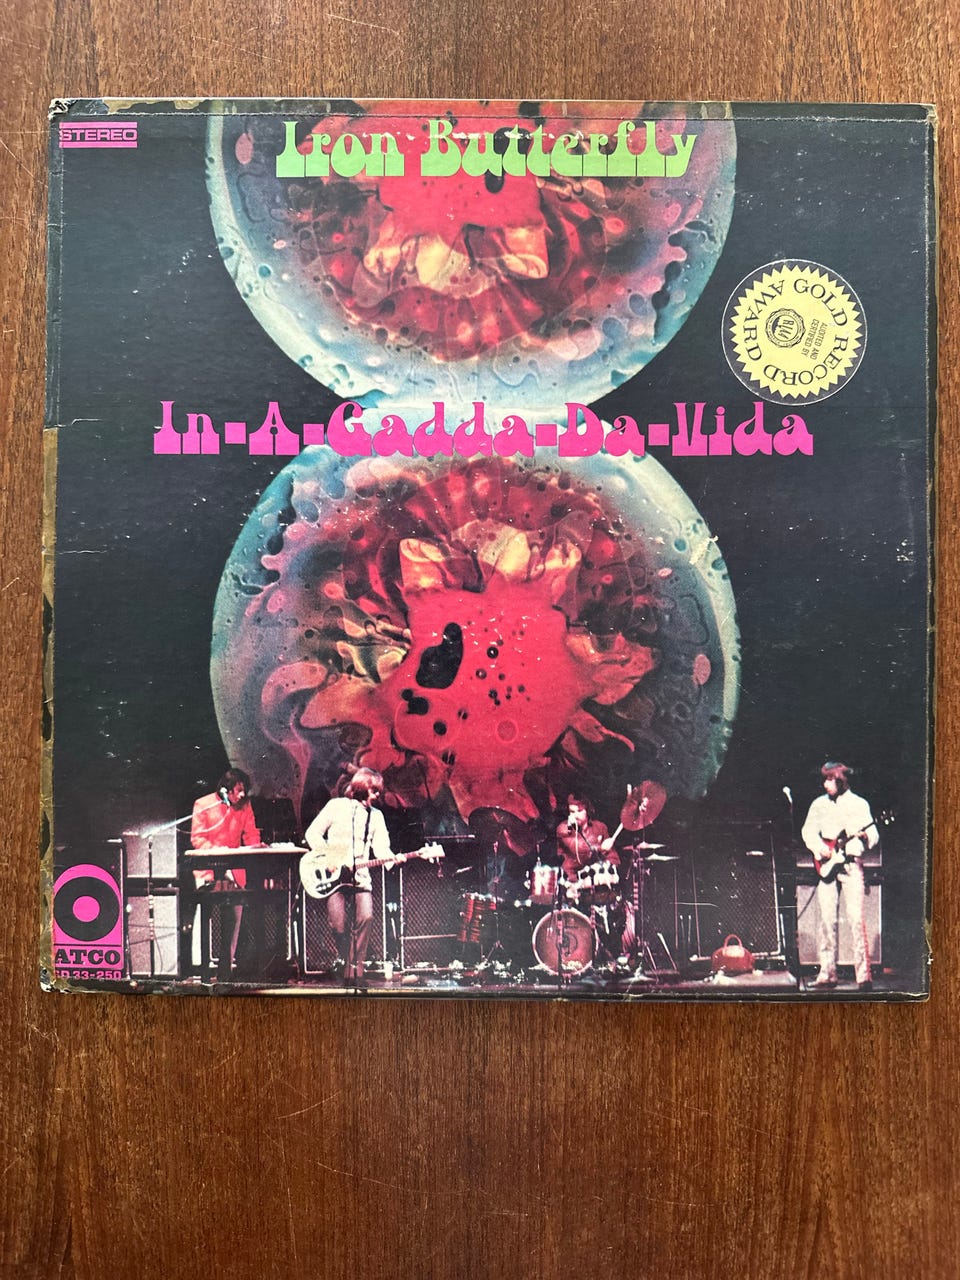 STEREO
Iron Butterfly
GOLD RECORD AWARD
RIAA
AUDITED AND
CERTIFIED BY
In-A-Gadda-Da-Vida
ATCO
SD 33-250